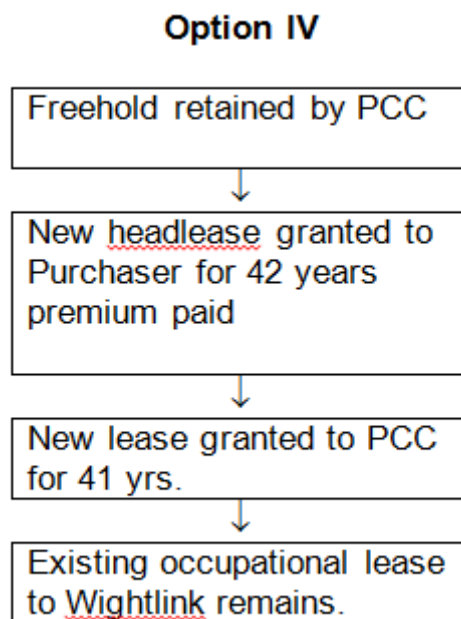 Option IV
Freehold retained by PCC
↓
New headlease granted to
Purchaser for 42 years
premium paid
↓
New lease granted to PCC
for 41 yrs.
↓
Existing occupational lease
to Wightlink remains.